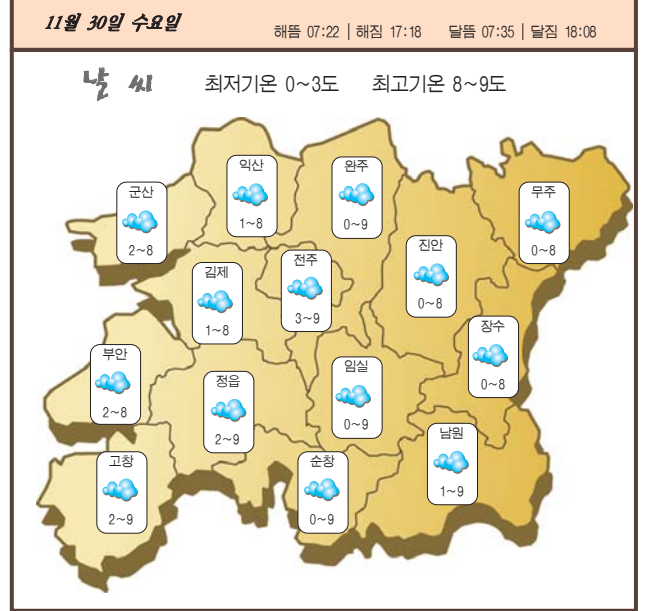 11월 30일 수요일
해뜸 07:22 | 해짐 17:18 달뜸 07:35 | 달짐 18:08
날씨 최저기온 0~3도 최고기온 8~9도
익산
1~8
완주
0~9
군산
2~8
무주
0~8
진안
0~8
전주
3~9
김제
1~8
장수
0~8
부안
2~8
임실
0~9
정읍
2~9
남원
1~9
고창
2~9
순창
0~9